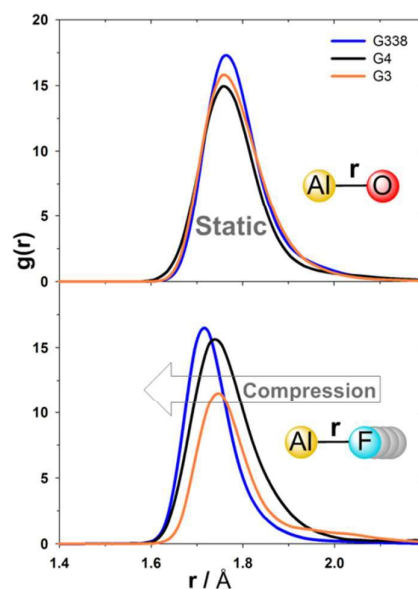 G338
G4
G3
20
15
10
5
0
g(r)
Static
Al
r
O
15
10
5
0
Compression
Al
r
F
1.4
1.6
1.8
2.0
r / Å